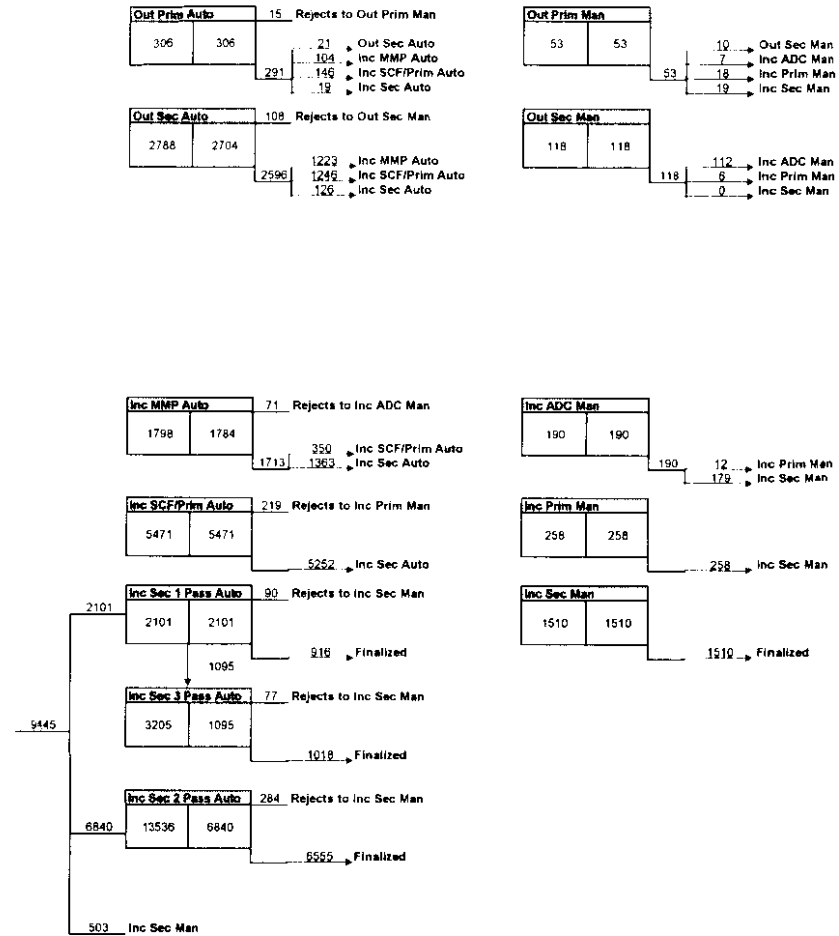 Out Prim Auto
15 Rejects to Out Prim Man
306 306
291
21 Out Sec Auto
104 Inc MMP Auto
146 Inc SCF/Prim Auto
19 Inc Sec Auto
Out Prim Man
53 53
53
10 Out Sec Man
7 Inc ADC Man
18 Inc Prim Man
19 Inc Sec Man
Out Sec Auto
108 Rejects to Out Sec Man
2788 2704
2596
1223 Inc MMP Auto
1246 Inc SCF/Prim Auto
126 Inc Sec Auto
Out Sec Man
118 118
118
112 Inc ADC Man
6 Inc Prim Man
0 Inc Sec Man
Inc MMP Auto
71 Rejects to Inc ADC Man
1798 1784
1713
350 Inc SCF/Prim Auto
1363 Inc Sec Auto
Inc ADC Man
190 190
190
12 Inc Prim Man
179 Inc Sec Man
Inc SCF/Prim Auto
219 Rejects to Inc Prim Man
5471 5471
5252 Inc Sec Auto
Inc Prim Man
258 258
258 Inc Sec Man
Inc Sec 1 Pass Auto
90 Rejects to Inc Sec Man
2101
2101 2101
916 Finalized
1095
Inc Sec Man
1510 1510
1510 Finalized
Inc Sec 3 Pass Auto
77 Rejects to Inc Sec Man
9445
3205 1095
1018 Finalized
Inc Sec 2 Pass Auto
284 Rejects to Inc Sec Man
6840
13536 6840
6555 Finalized
503 Inc Sec Man